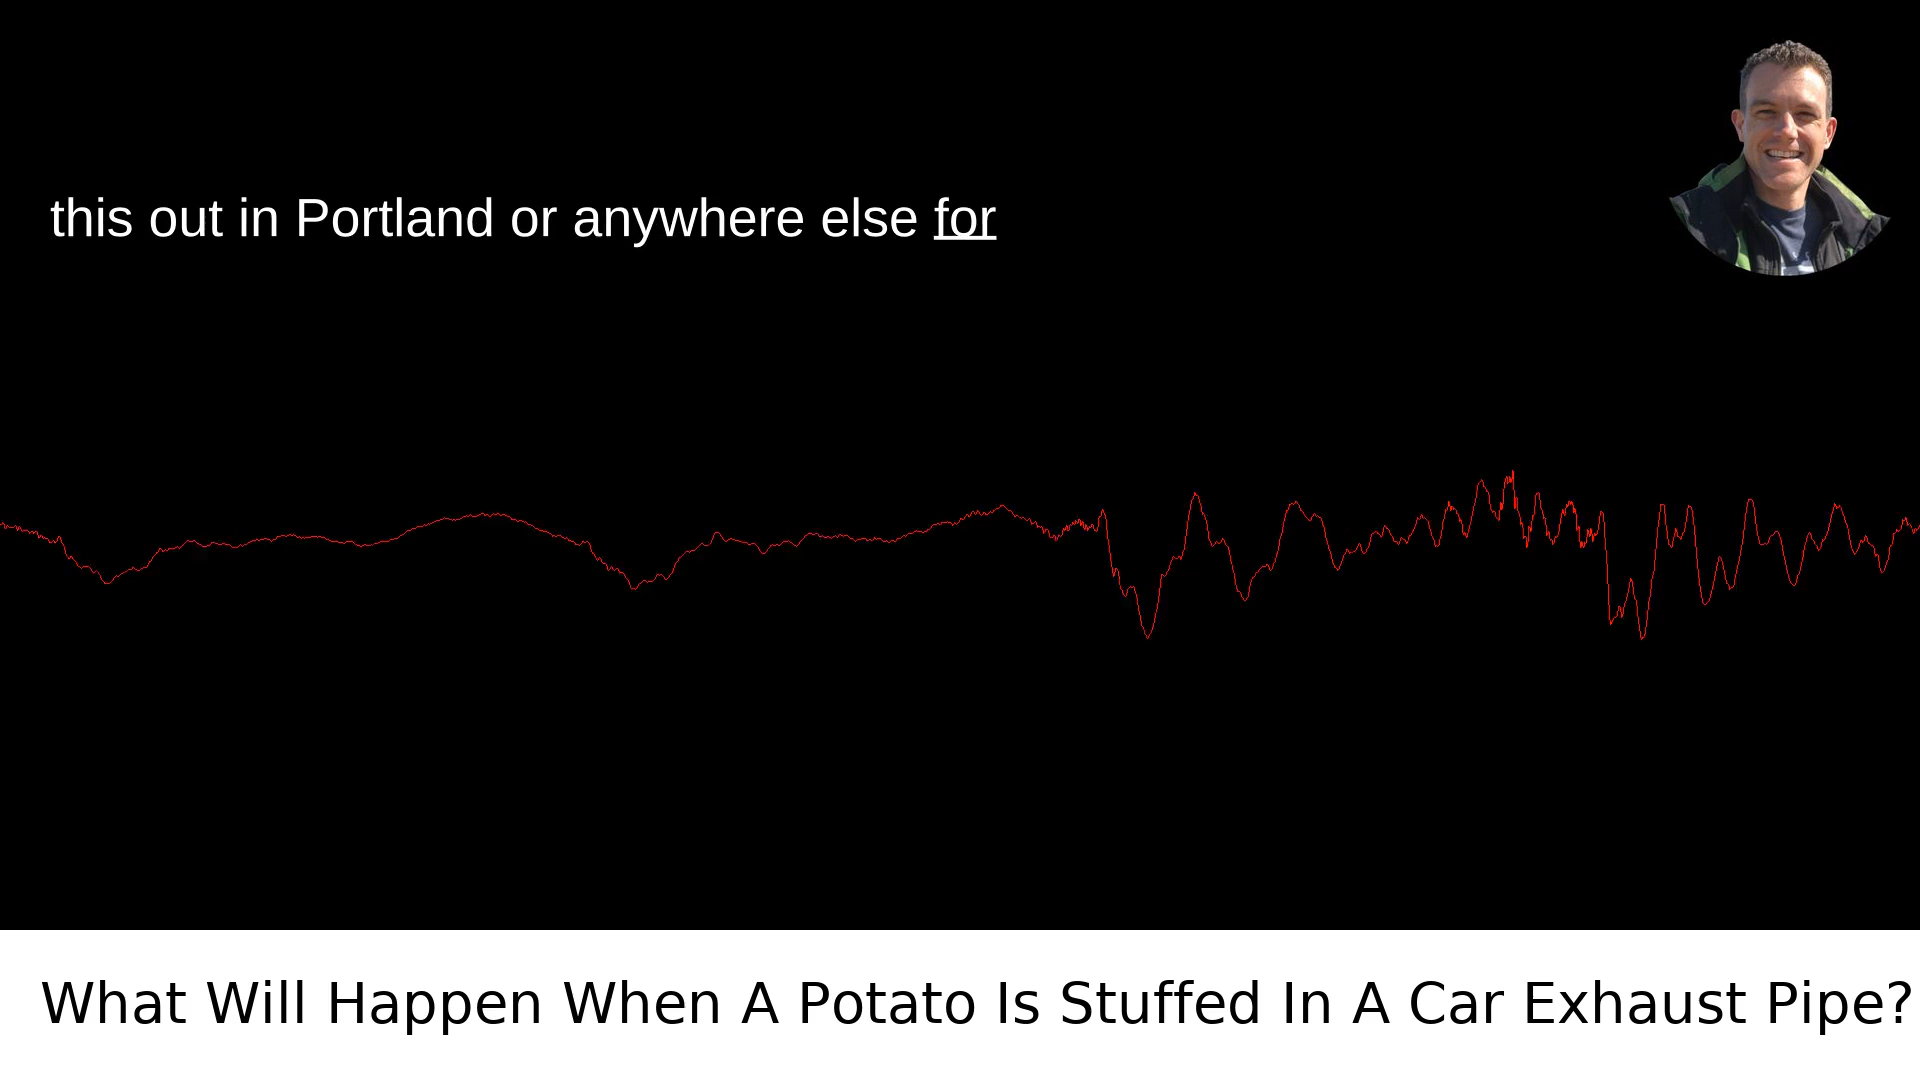 this out in Portland or anywhere else for
What Will Happen When A Potato Is Stuffed In A Car Exhaust Pipe?